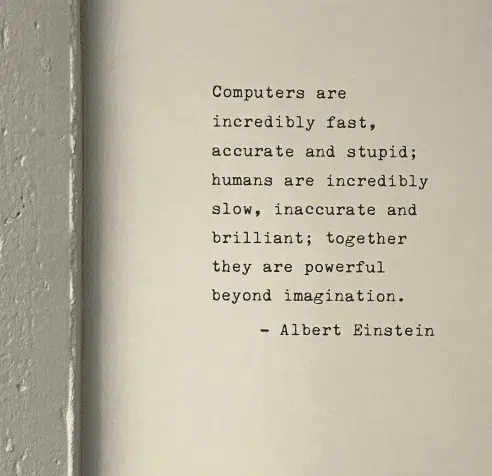 Computers are
incredibly fast,
accurate and stupid;
humans are incredibly
slow, inaccurate and
brilliant; together
they are powerful
beyond imagination.
- Albert Einstein